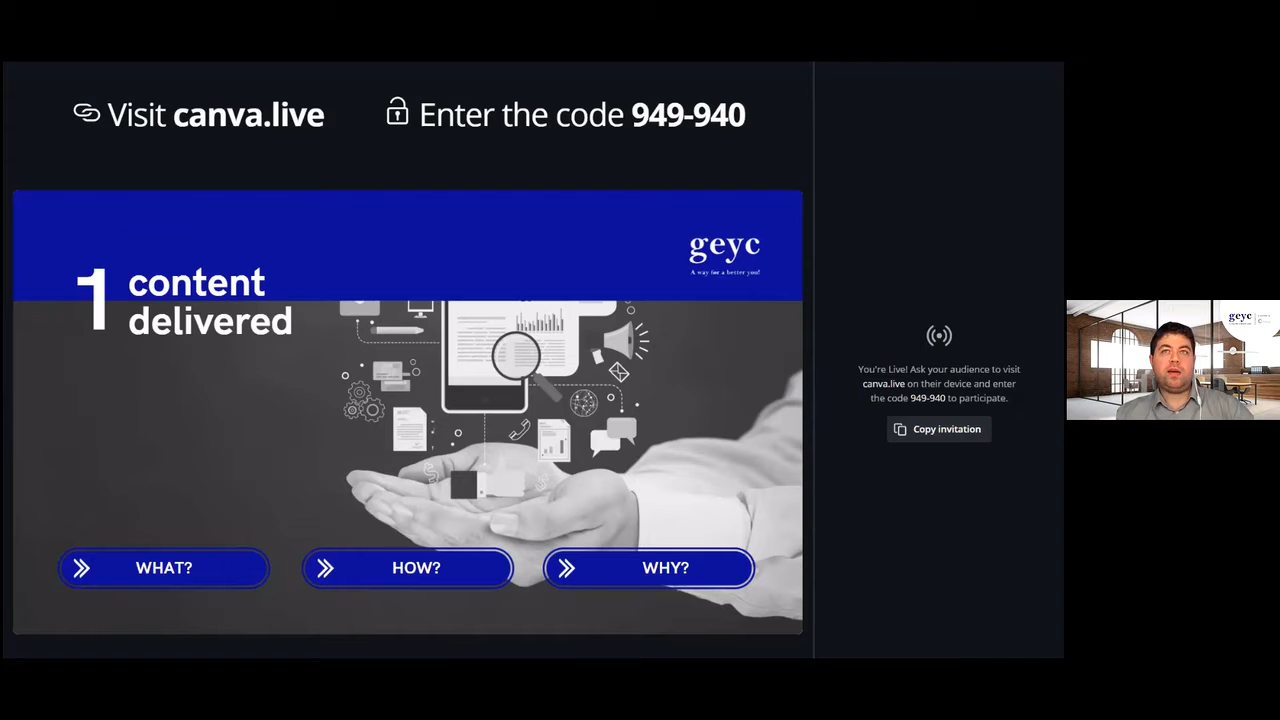 Visit canva.live
Enter the code 949-940
geyc
A way for a better you!
1 content
delivered
WHAT?
HOW?
WHY?
You're Live! Ask your audience to visit
canva.live on their device and enter
the code 949-940 to participate.
Copy invitation
geyc